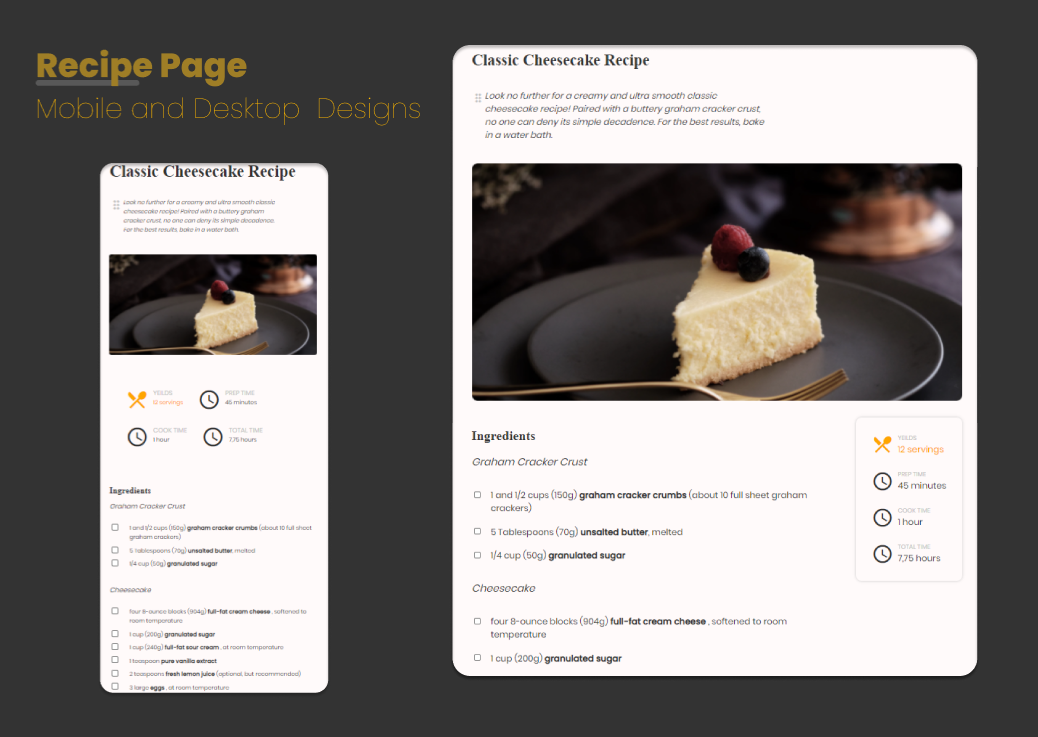 Recipe Page
Mobile and Desktop Designs
Classic Cheesecake Recipe
Look no further for a creamy and ultra smooth classic
cheesecake recipe! Paired with a buttery graham
cracker crust, no one can deny its simple decadence.
For the best results, bake in a water bath.
YEILDS
12 servings
PREP TIME
45 minutes
COOK TIME
1 hour
TOTAL TIME
7,75 hours
Ingredients
Graham Cracker Crust
1 and 1/2 cups (150g) graham cracker crumbs (about 10 full sheet
graham crackers)
5 Tablespoons (70g) unsalted butter, melted
1/4 cup (50g) granulated sugar
Cheesecake
four 8-ounce blocks (904g) full-fat cream cheese , softened to
room temperature
1 cup (200g) granulated sugar
1 cup (240g) full-fat sour cream , at room temperature
1 teaspoon pure vanilla extract
2 teaspoons fresh lemon juice (optional, but recommended)
3 large eggs , at room temperature
Classic Cheesecake Recipe
Look no further for a creamy and ultra smooth classic
cheesecake recipe! Paired with a buttery graham cracker crust,
no one can deny its simple decadence. For the best results, bake
in a water bath.
Ingredients
Graham Cracker Crust
1 and 1/2 cups (150g) graham cracker crumbs (about 10 full sheet graham
crackers)
5 Tablespoons (70g) unsalted butter, melted
1/4 cup (50g) granulated sugar
Cheesecake
four 8-ounce blocks (904g) full-fat cream cheese , softened to room
temperature
1 cup (200g) granulated sugar
YEILDS
12 servings
PREP TIME
45 minutes
COOK TIME
1 hour
TOTAL TIME
7,75 hours